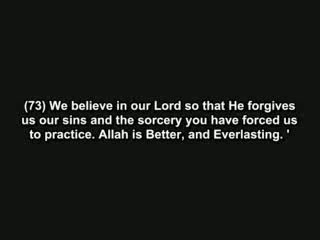 (73) We believe in our Lord so that He forgives
us our sins and the sorcery you have forced us
to practice. Allah is Better, and Everlasting. '